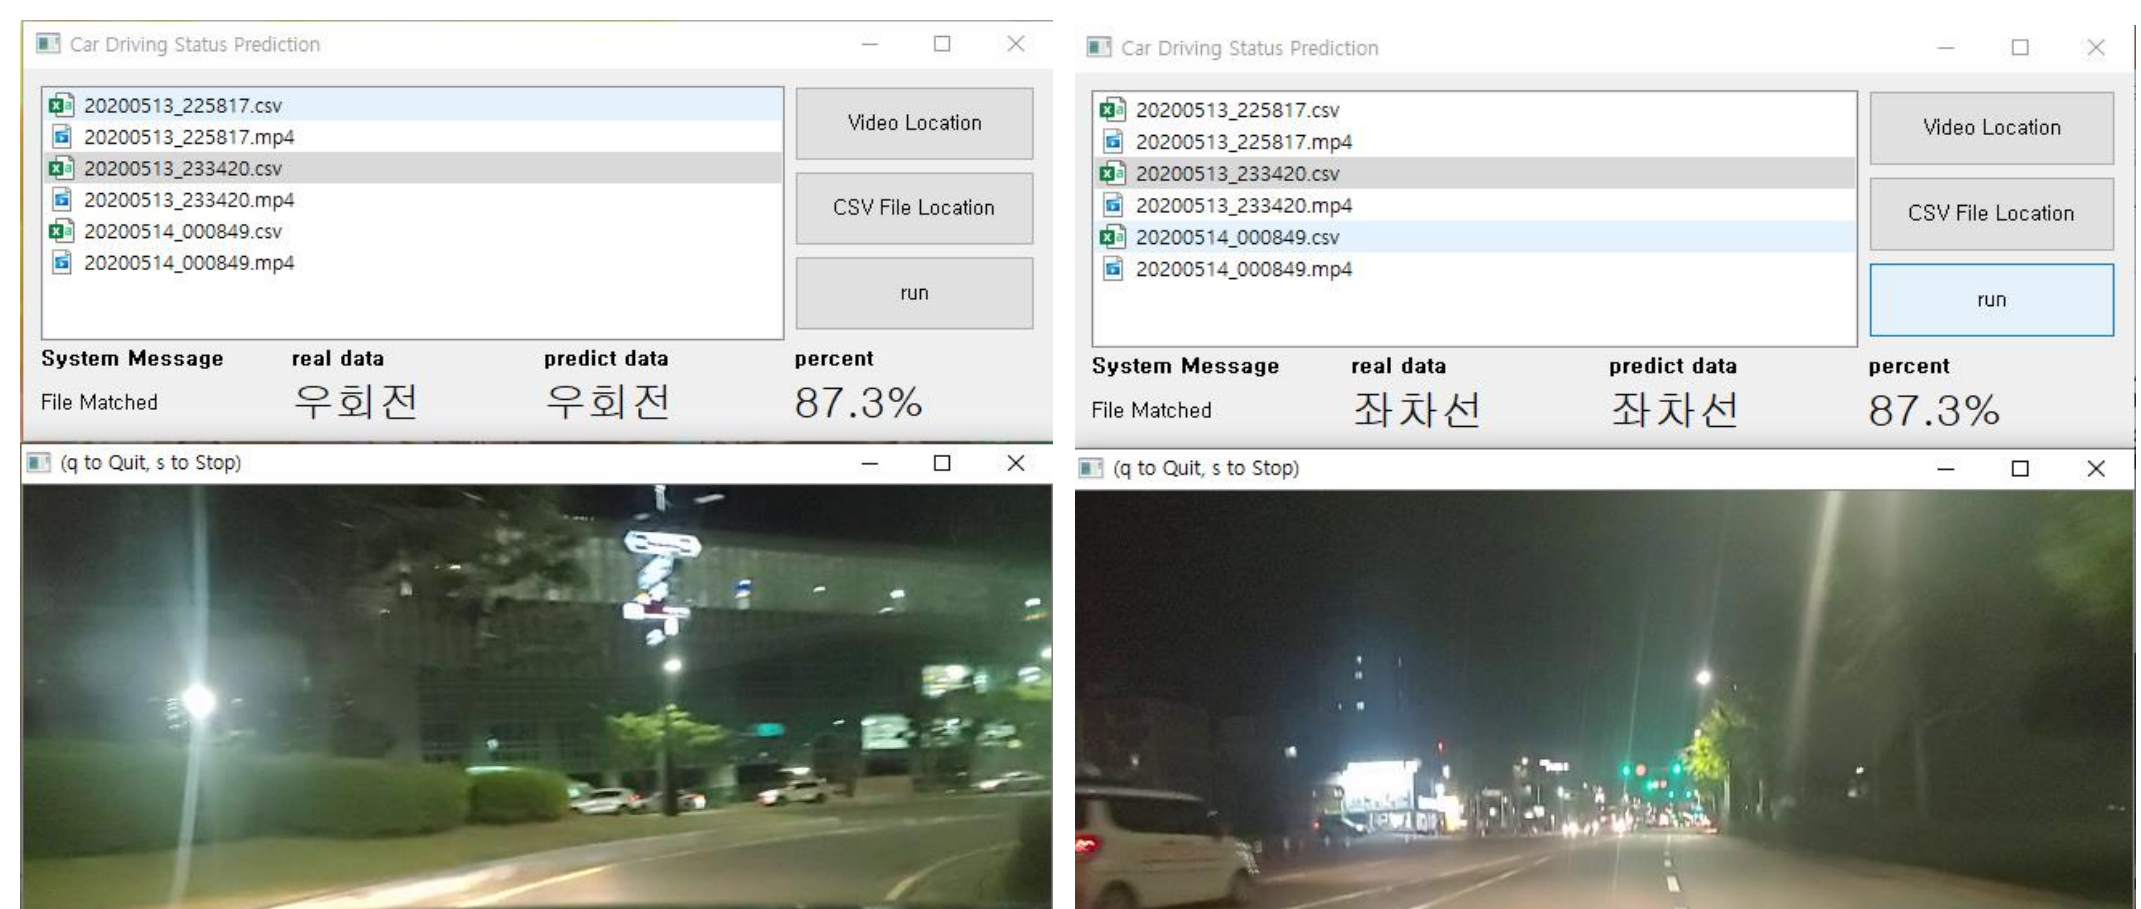 Car Driving Status Prediction
20200513_225817.csv
20200513_225817.mp4
20200513_233420.csv
20200513_233420.mp4
20200514_000849.csv
20200514_000849.mp4
Video Location
CSV File Location
run
System Message real data predict data percent
File Matched 우회전 우회전 87.3%
(q to Quit, s to Stop)
Car Driving Status Prediction
20200513_225817.csv
20200513_225817.mp4
20200513_233420.csv
20200513_233420.mp4
20200514_000849.csv
20200514_000849.mp4
Video Location
CSV File Location
run
System Message real data predict data percent
File Matched 좌차선 좌차선 87.3%
(q to Quit, s to Stop)